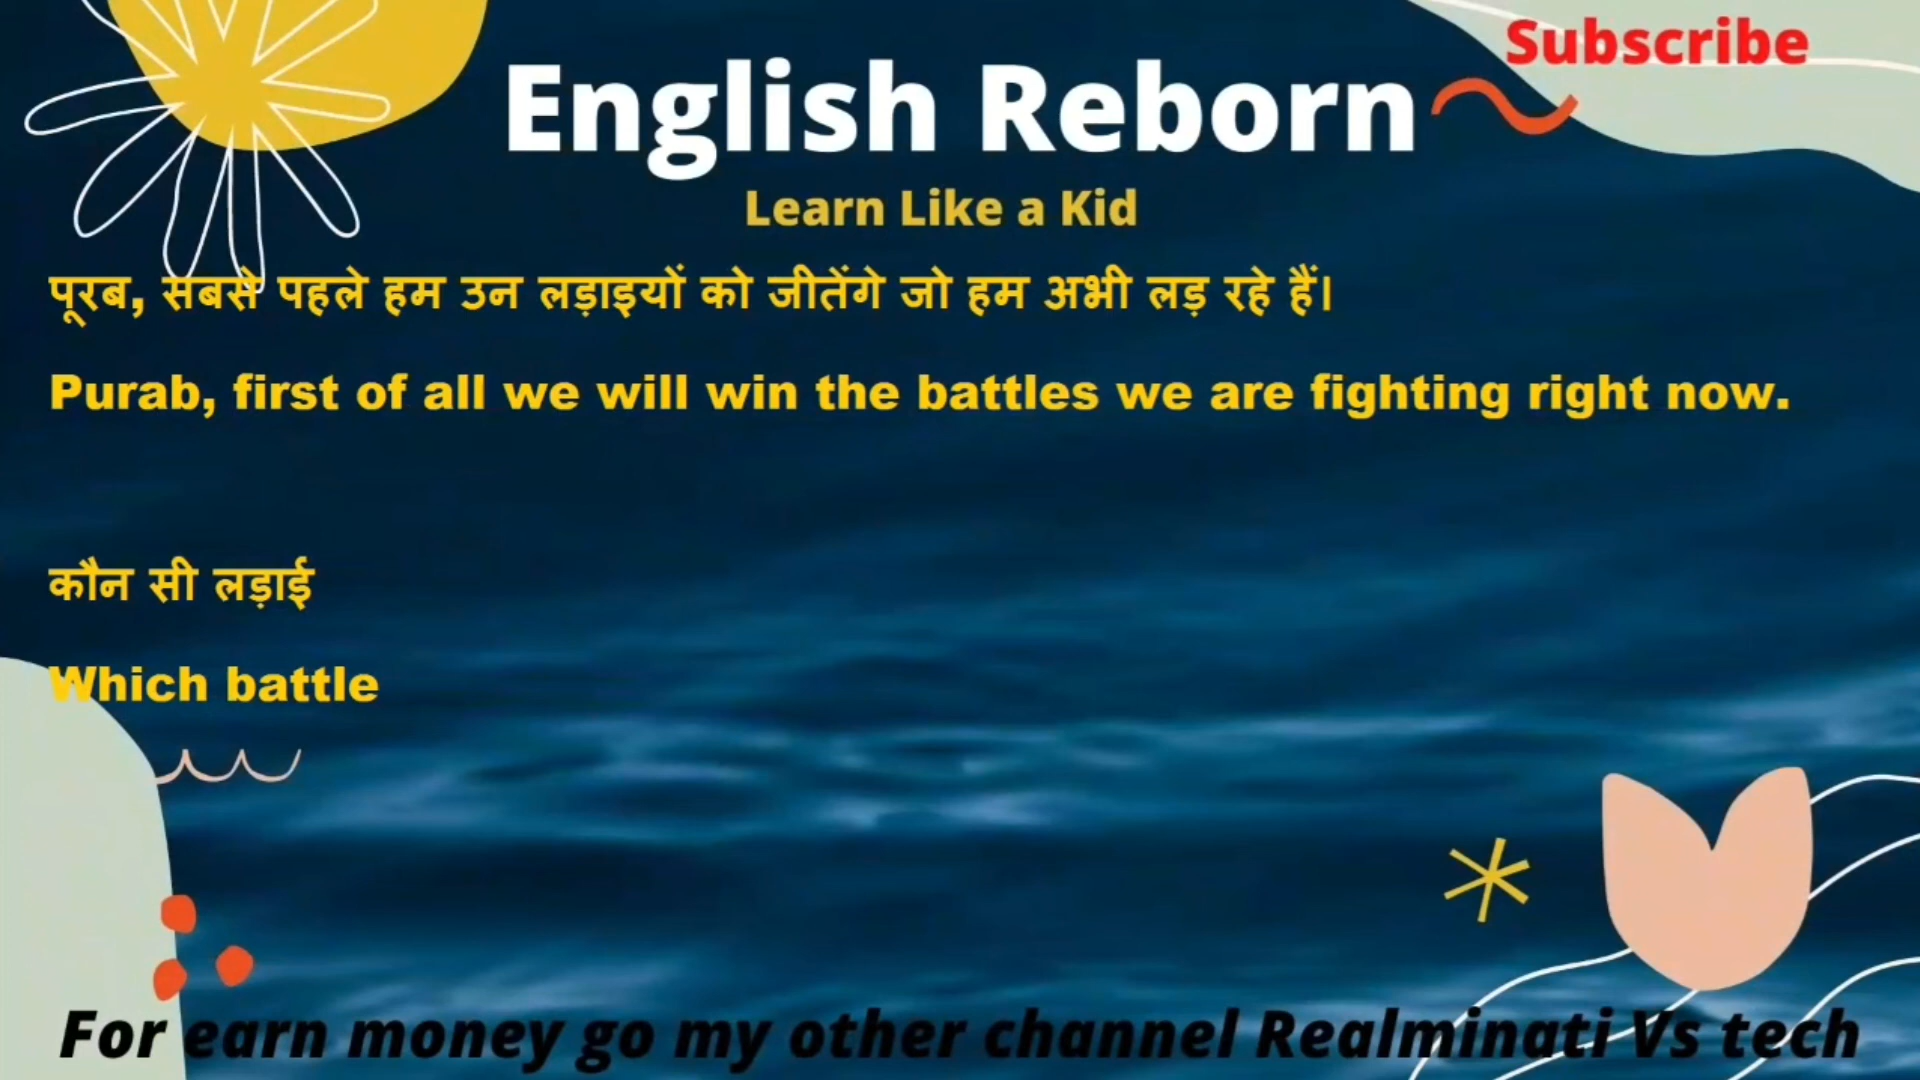 Subscribe
English Reborn
Learn Like a Kid
पूरब, सबसे पहले हम उन लड़ाइयों को जीतेंगे जो हम अभी लड़ रहे हैं।
Purab, first of all we will win the battles we are fighting right now.
कौन सी लड़ाई
Which battle
For earn money go my other channel Realminati Vs tech